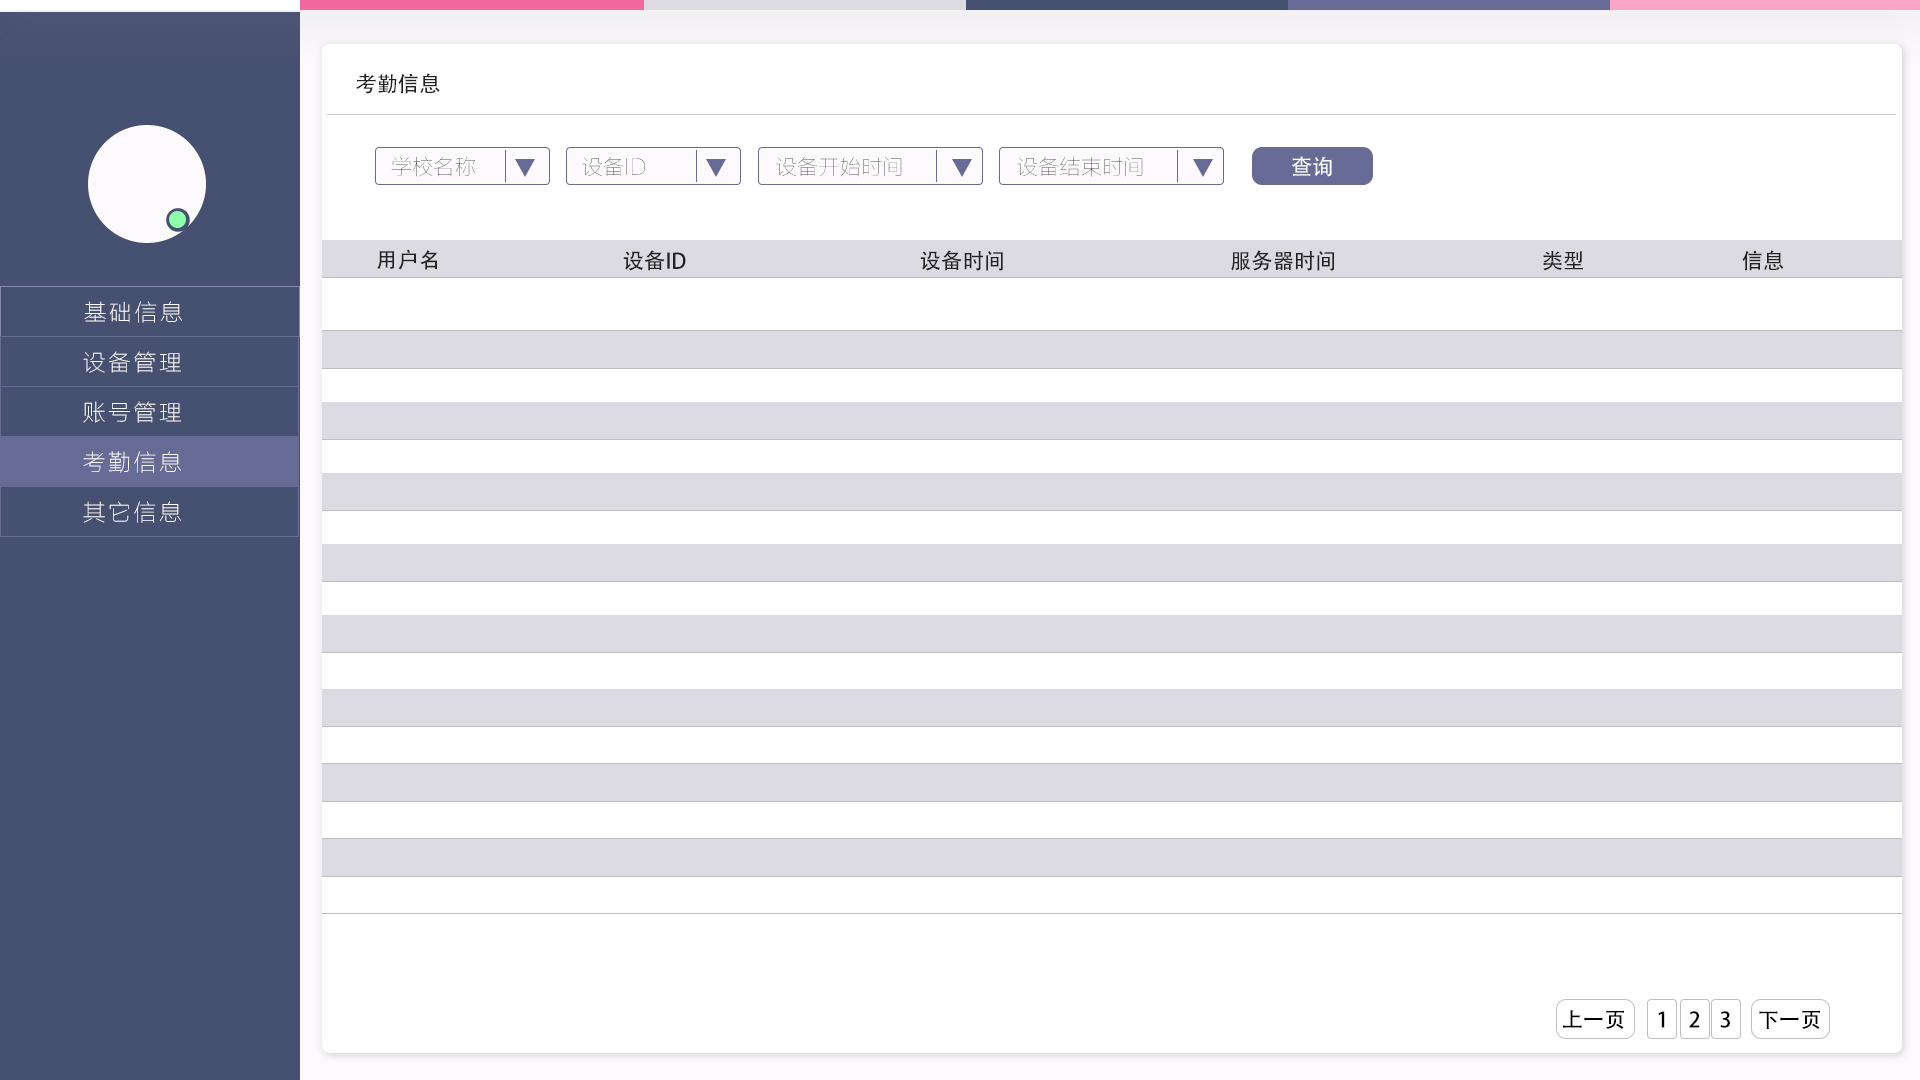 考勤信息
学校名称 设备ID 设备开始时间 设备结束时间 查询
用户名 设备ID 设备时间 服务器时间 类型 信息
基础信息
设备管理
账号管理
考勤信息
其它信息
上一页 1 2 3 下一页